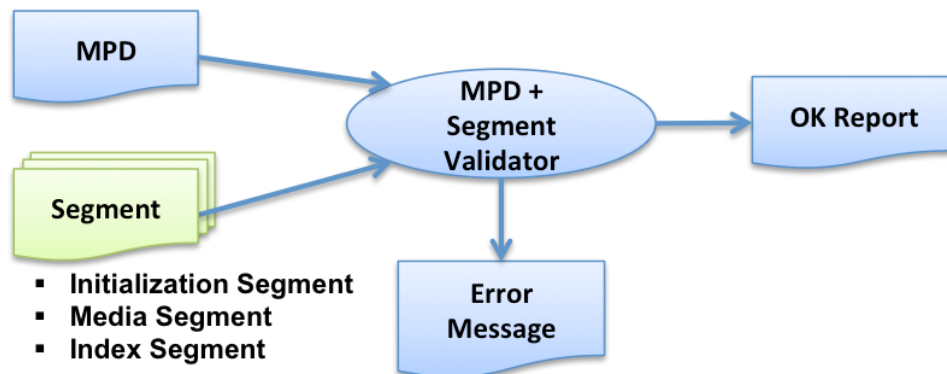 MPD
MPD +
Segment
Validator
OK Report
Segment
▪ Initialization Segment
▪ Media Segment
▪ Index Segment
Error
Message